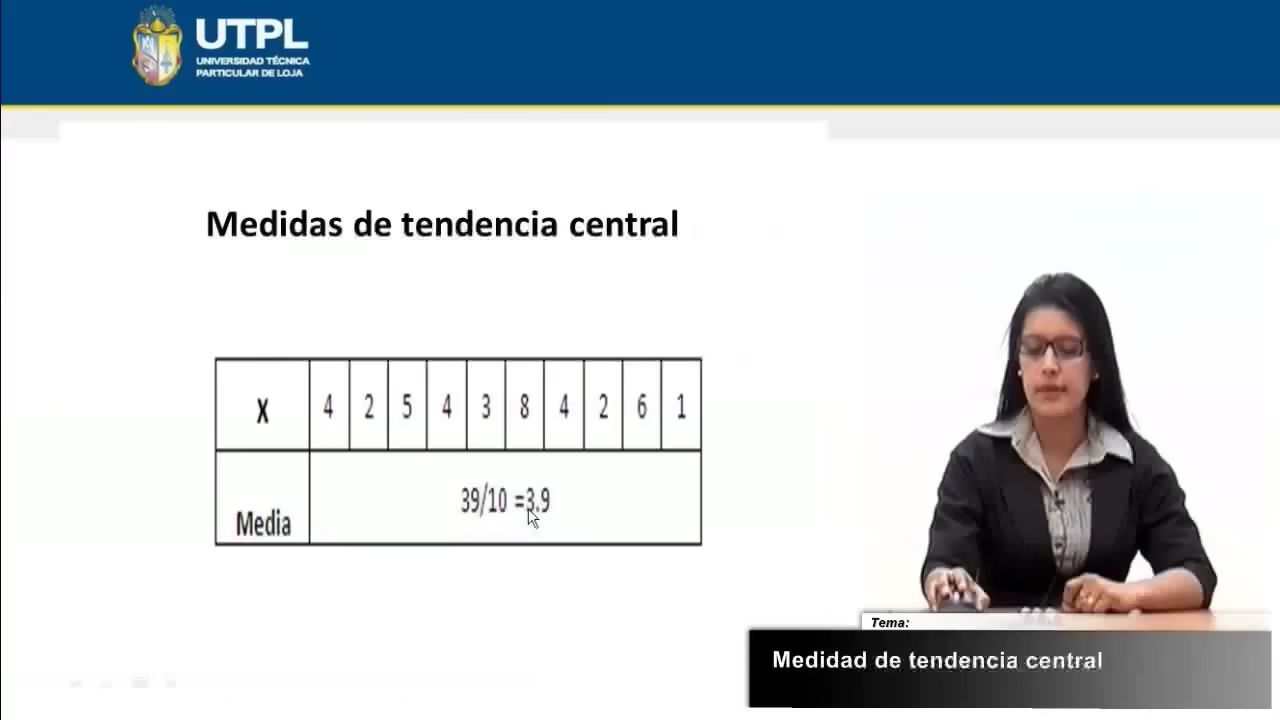 UTPL
UNIVERSIDAD TÉCNICA
PARTICULAR DE LOJA
Medidas de tendencia central
X 4 2 5 4 3 8 4 2 6 1
Media 39/10 =3.9
Tema:
Medidad de tendencia central